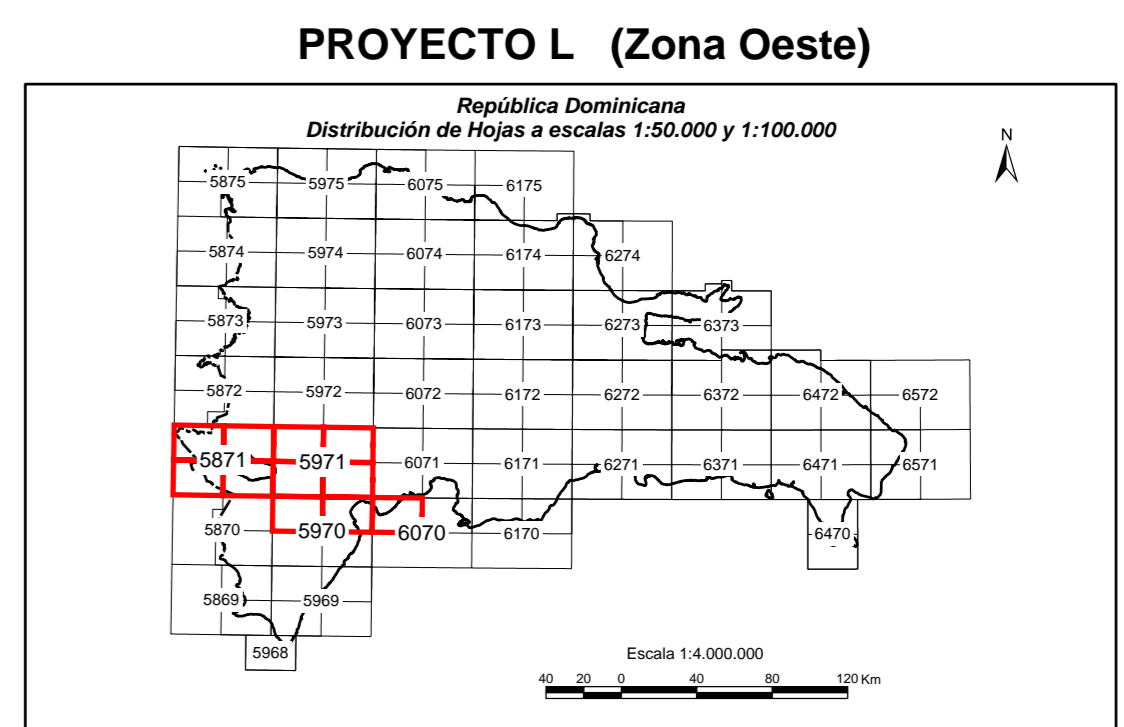 PROYECTO L (Zona Oeste)
República Dominicana
Distribución de Hojas a escalas 1:50.000 y 1:100.000
N
5875 5975 6075 6175
5874 5974 6074 6174 6274
5873 5973 6073 6173 6273 6373
5872 5972 6072 6172 6272 6372 6472 6572
5871 5971 6071 6171 6271 6371 6471 6571
5870 5970 6070 6170 6470
5869 5969
5968
Escala 1:4.000.000
40 20 0 40 80 120 Km